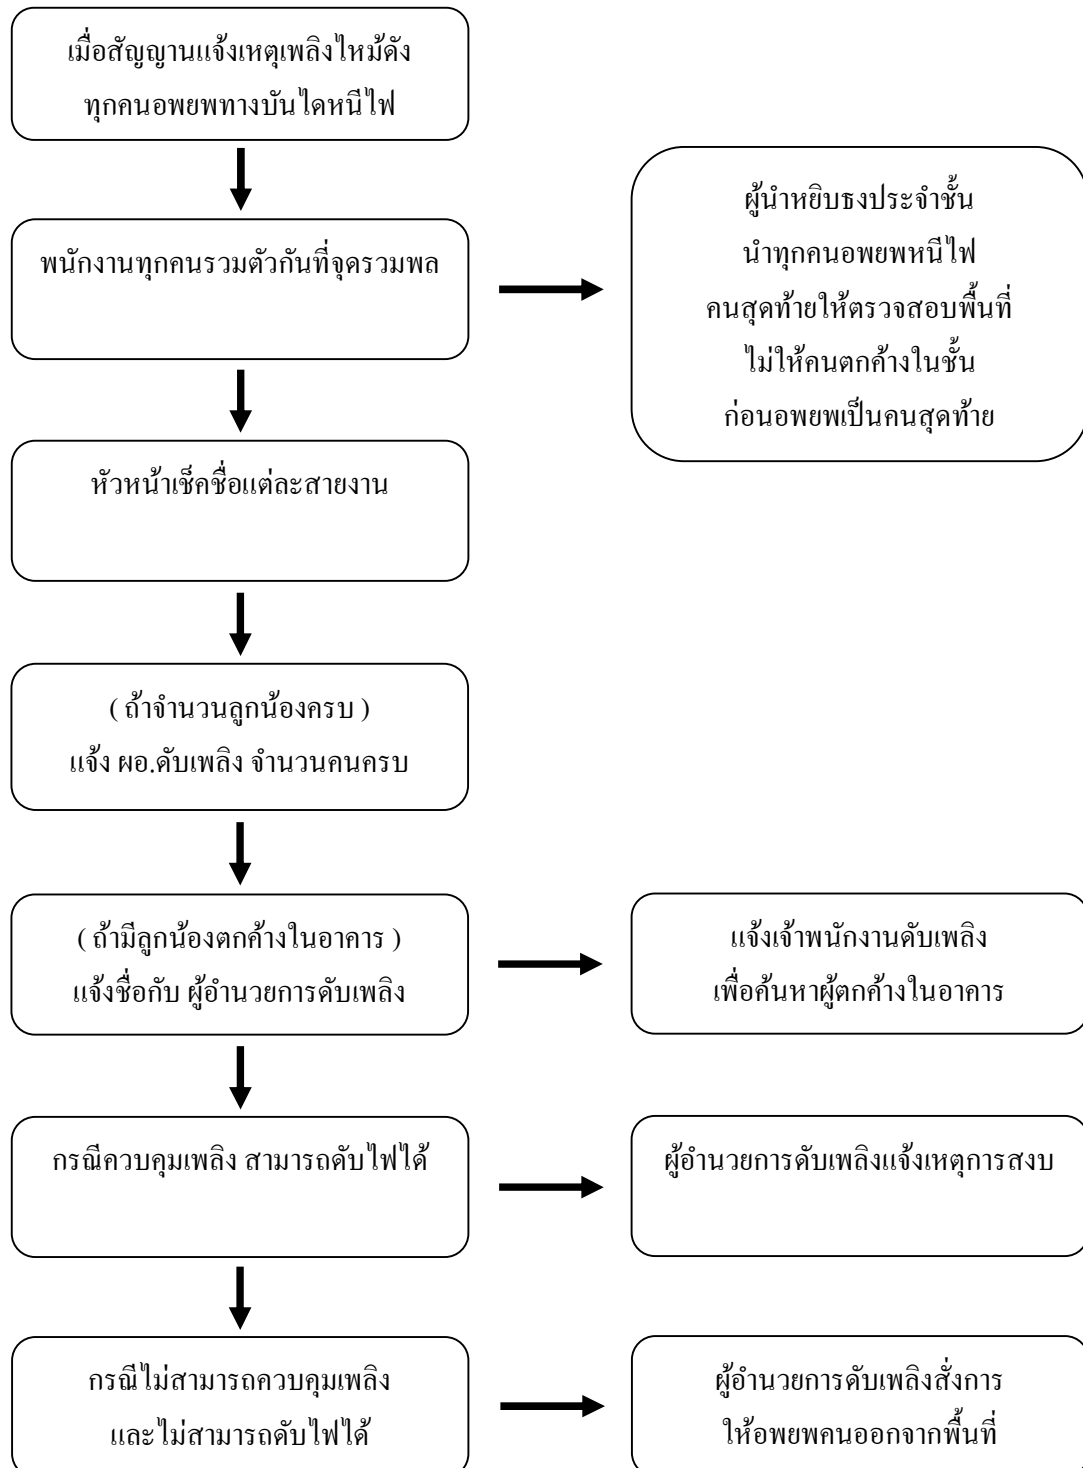 เมื่อสัญญานแจ้งเหตุเพลิงไหม้ดัง
ทุกคนอพยพทางบันไดหนีไฟ
พนักงานทุกคนรวมตัวกันที่จุดรวมพล
ผู้นำหยิบธงประจำชั้น
นำทุกคนอพยพหนีไฟ
คนสุดท้ายให้ตรวจสอบพื้นที่
ไม่ให้คนตกค้างในชั้น
ก่อนอพยพเป็นคนสุดท้าย
หัวหน้าเช็คชื่อแต่ละสายงาน
( ถ้าจำนวนลูกน้องครบ )
แจ้ง ผอ.ดับเพลิง จำนวนคนครบ
( ถ้ามีลูกน้องตกค้างในอาคาร )
แจ้งชื่อกับ ผู้อำนวยการดับเพลิง
แจ้งเจ้าพนักงานดับเพลิง
เพื่อค้นหาผู้ตกค้างในอาคาร
กรณีควบคุมเพลิง สามารถดับไฟได้
ผู้อำนวยการดับเพลิงแจ้งเหตุการสงบ
กรณีไม่สามารถควบคุมเพลิง
และไม่สามารถดับไฟได้
ผู้อำนวยการดับเพลิงสั่งการ
ให้อพยพคนออกจากพื้นที่